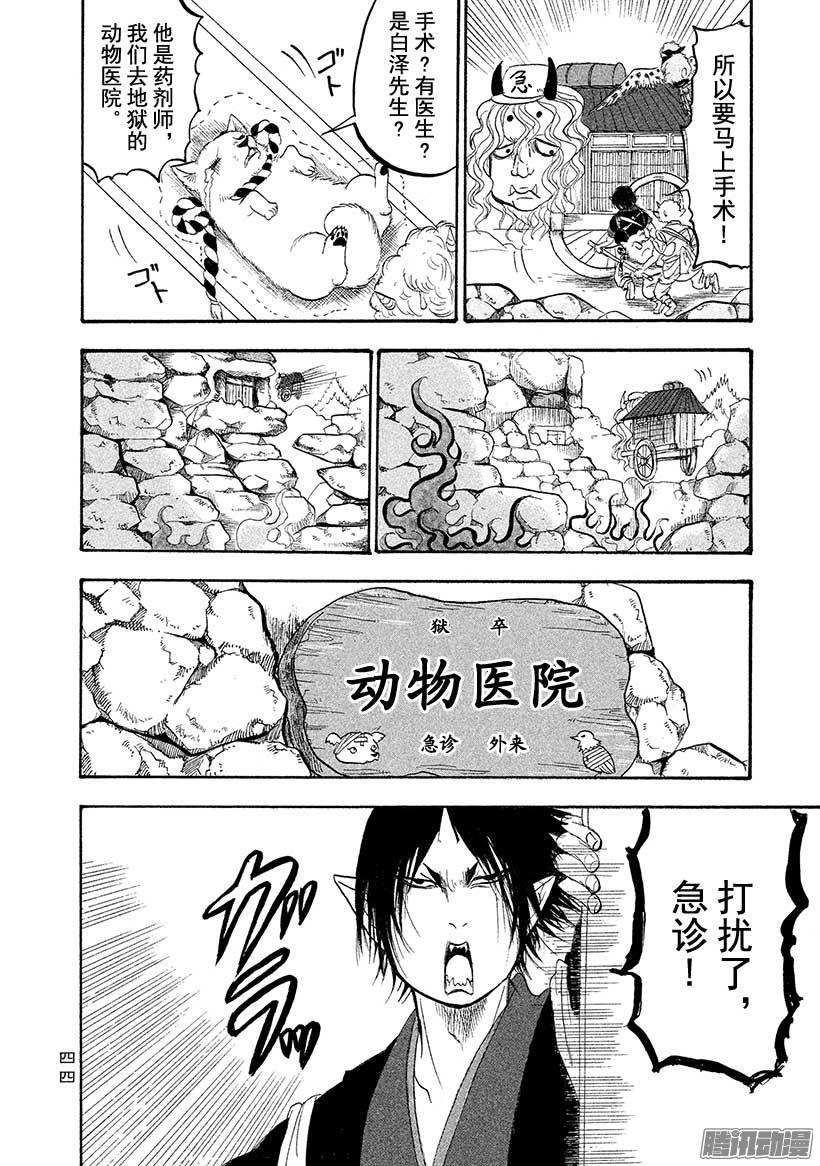 所以要马上手术！
急
手术？有医生？
是白泽先生？
他是药剂师，
我们去地獄的
动物医院。
ゴト
ゴト
獄卒
动物医院
急诊 外来
打扰了，
急诊！
ガラッ
四四
腾讯动漫